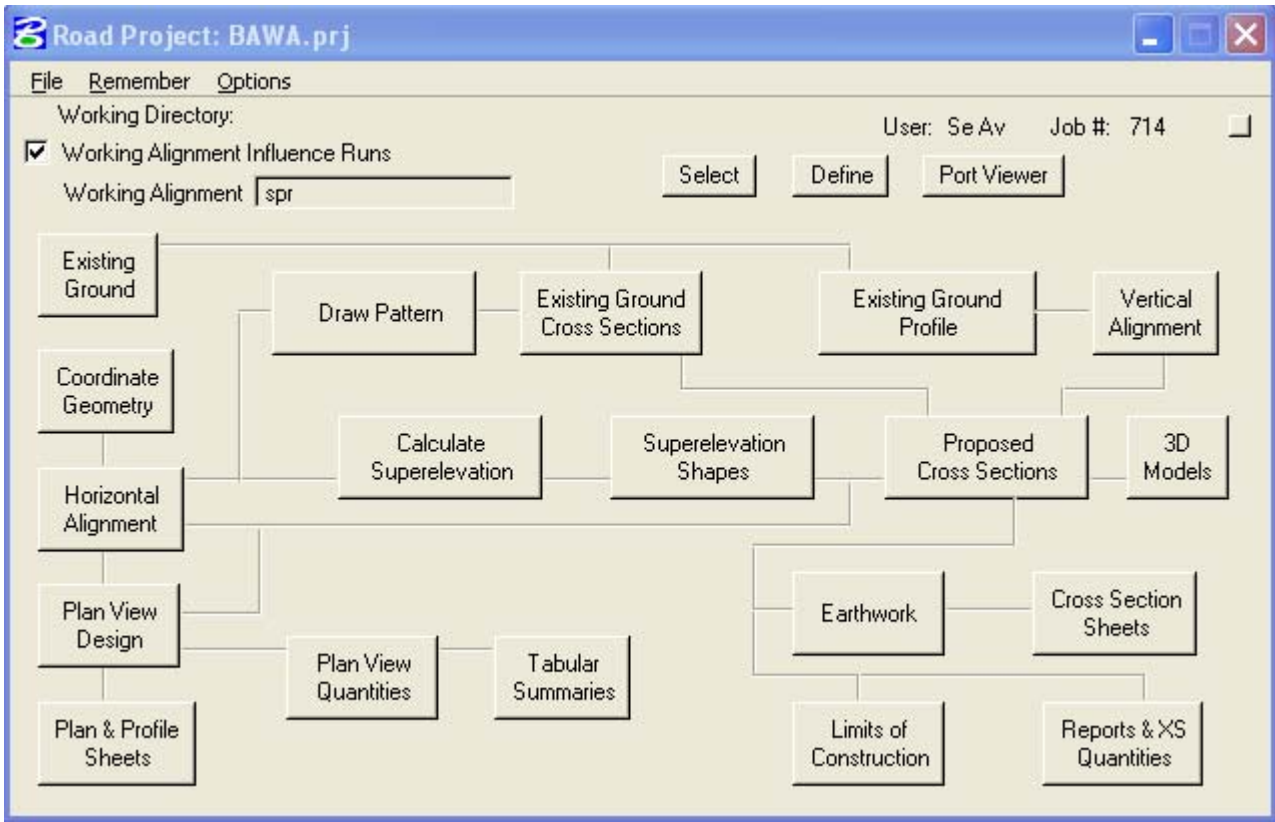 Road Project: BAWA.prj
File Remember Options
Working Directory:
User: Se Av Job #: 714
Working Alignment Influence Runs
Working Alignment spr
Select Define Port Viewer
Existing
Ground
Draw Pattern
Existing Ground
Cross Sections
Existing Ground
Profile
Vertical
Alignment
Coordinate
Geometry
Calculate
Superelevation
Superelevation
Shapes
Proposed
Cross Sections
3D
Models
Horizontal
Alignment
Plan View
Design
Earthwork
Cross Section
Sheets
Plan View
Quantities
Tabular
Summaries
Plan & Profile
Sheets
Limits of
Construction
Reports & XS
Quantities